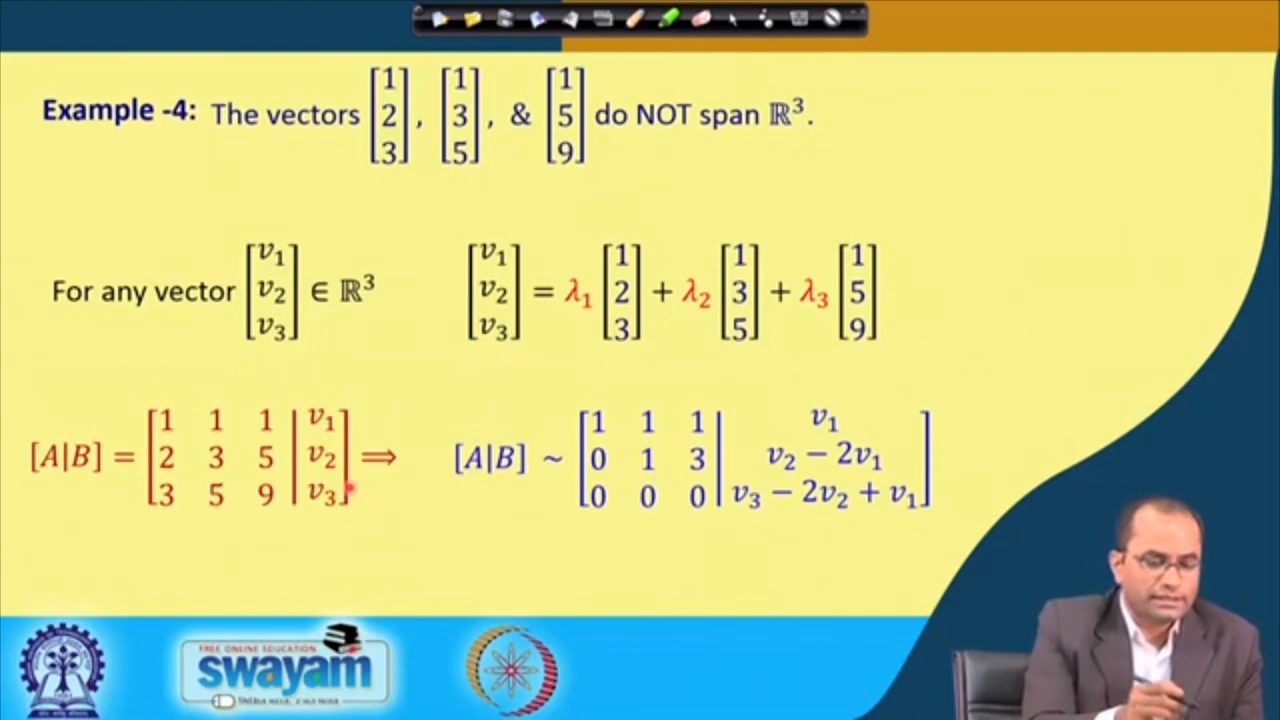 Example -4: The vectors [1 2 3], [1 3 5], & [1 5 9] do NOT span ℝ³.
For any vector [v₁ v₂ v₃] ∈ ℝ³
[v₁ v₂ v₃] = λ₁ [1 2 3] + λ₂ [1 3 5] + λ₃ [1 5 9]
[A|B] = [1 1 1 | v₁
2 3 5 | v₂
3 5 9 | v₃] ⟹
[A|B] ~ [1 1 1 | v₁
0 1 3 | v₂ − 2v₁
0 0 0 | v₃ − 2v₂ + v₁]
FREE ONLINE EDUCATION
swayam